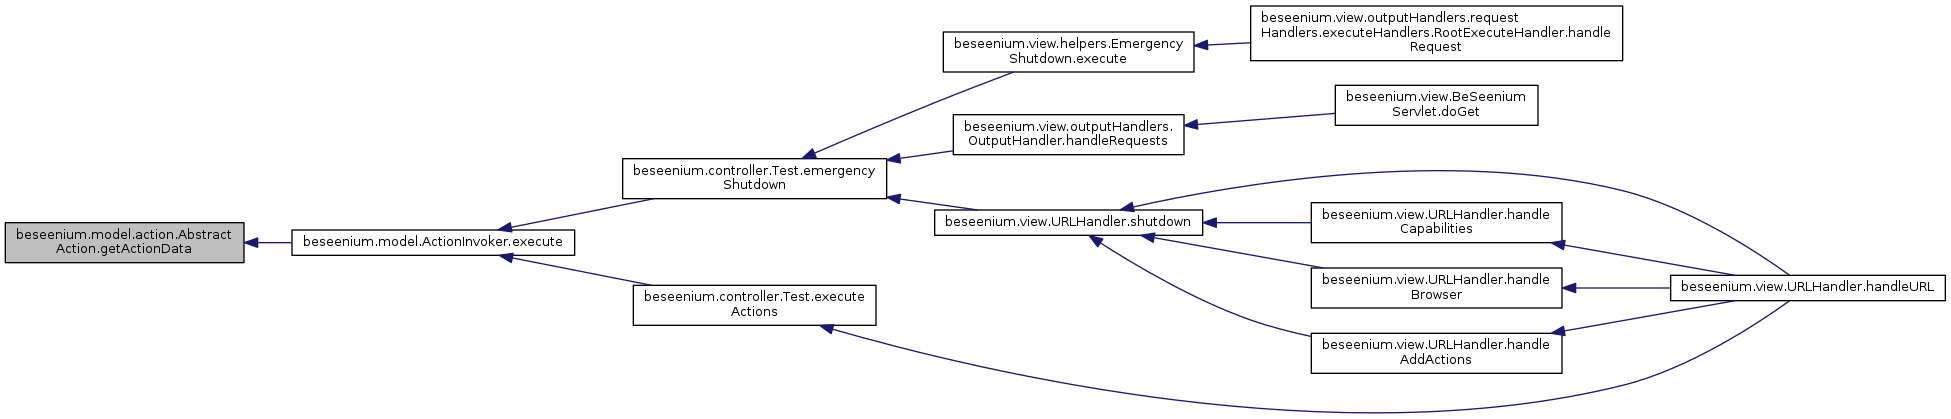 beseenium.model.action.Abstract
Action.getActionData
beseenium.model.ActionInvoker.execute
beseenium.controller.Test.emergency
Shutdown
beseenium.controller.Test.execute
Actions
beseenium.view.helpers.Emergency
Shutdown.execute
beseenium.view.outputHandlers.
OutputHandler.handleRequests
beseenium.view.URLHandler.shutdown
beseenium.view.outputHandlers.request
Handlers.executeHandlers.RootExecuteHandler.handle
Request
beseenium.view.BeSeenium
Servlet.doGet
beseenium.view.URLHandler.handle
Capabilities
beseenium.view.URLHandler.handle
Browser
beseenium.view.URLHandler.handle
AddActions
beseenium.view.URLHandler.handleURL